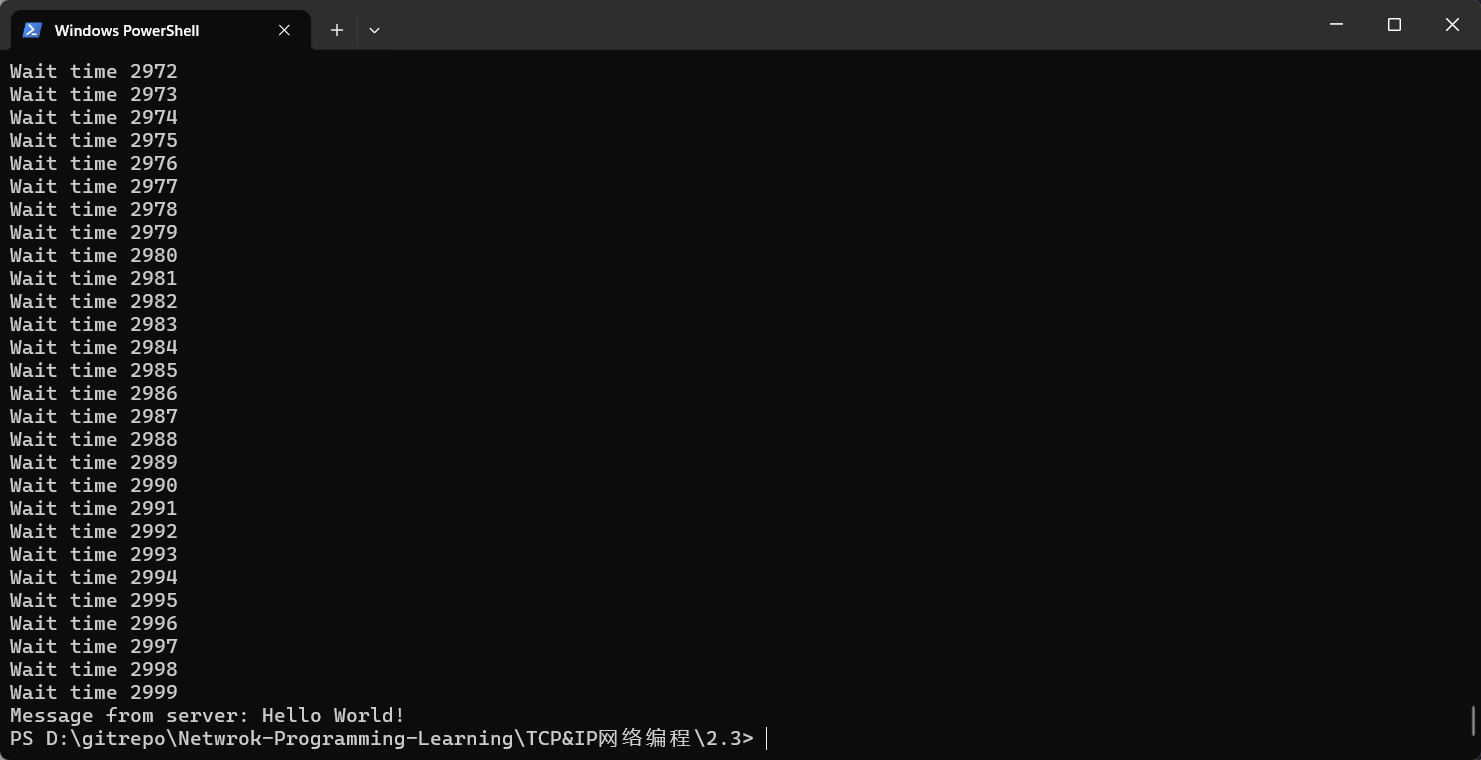 Windows PowerShell
Wait time 2972
Wait time 2973
Wait time 2974
Wait time 2975
Wait time 2976
Wait time 2977
Wait time 2978
Wait time 2979
Wait time 2980
Wait time 2981
Wait time 2982
Wait time 2983
Wait time 2984
Wait time 2985
Wait time 2986
Wait time 2987
Wait time 2988
Wait time 2989
Wait time 2990
Wait time 2991
Wait time 2992
Wait time 2993
Wait time 2994
Wait time 2995
Wait time 2996
Wait time 2997
Wait time 2998
Wait time 2999
Message from server: Hello World!
PS D:\gitrepo\Netwrok-Programming-Learning\TCP&IP网络编程\2.3>